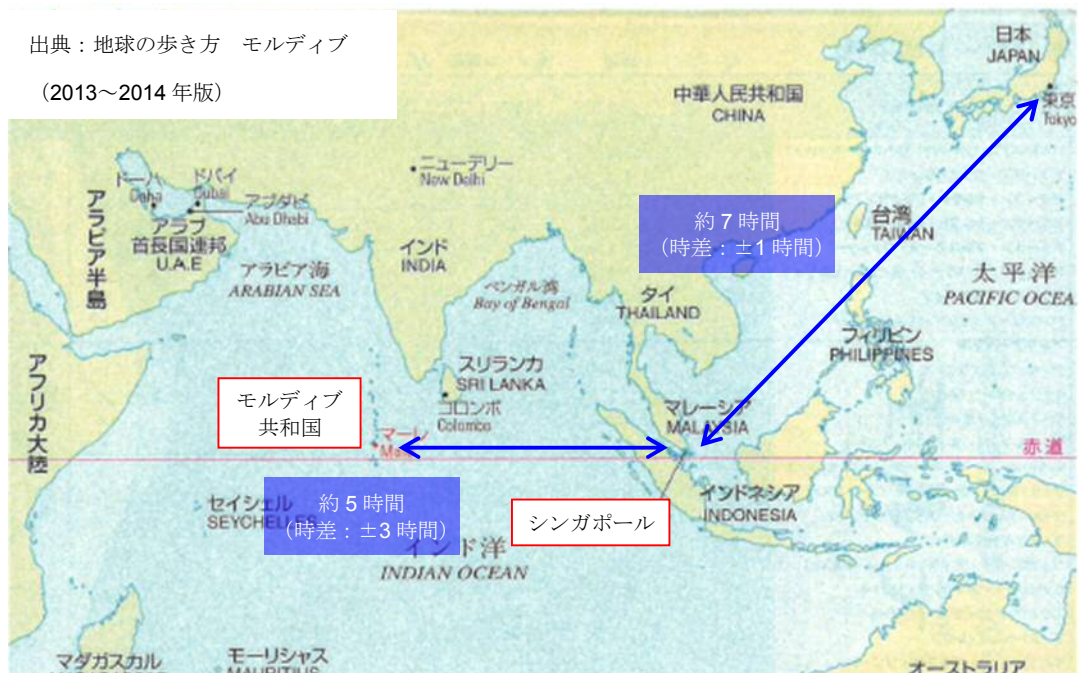 出典：地球の歩き方　モルディブ
（2013～2014 年版）
日本
JAPAN
東京
Tokyo
中華人民共和国
CHINA
ニューデリー
New Delhi
ドーハ
Doha
ドバイ
Dubai
アブダビ
Abu Dhabi
アラビア半島
アラブ
首長国連邦
U.A.E
アラビア海
ARABIAN SEA
インド
INDIA
ベンガル湾
Bay of Bengal
タイ
THAILAND
約 7 時間
（時差：±1 時間）
台湾
TAIWAN
太平洋
PACIFIC OCEA
フィリピン
PHILIPPINES
アフリカ大陸
スリランカ
SRI LANKA
コロンボ
Colombo
モルディブ
共和国
マーレ
マレーシア
MALAYSIA
赤道
セイシェル
SEYCHELLES
約 5 時間
（時差：±3 時間）
シンガポール
インドネシア
INDONESIA
インド洋
INDIAN OCEAN
マダガスカル
モーリシャス
MAURITIUS
オーストラリア